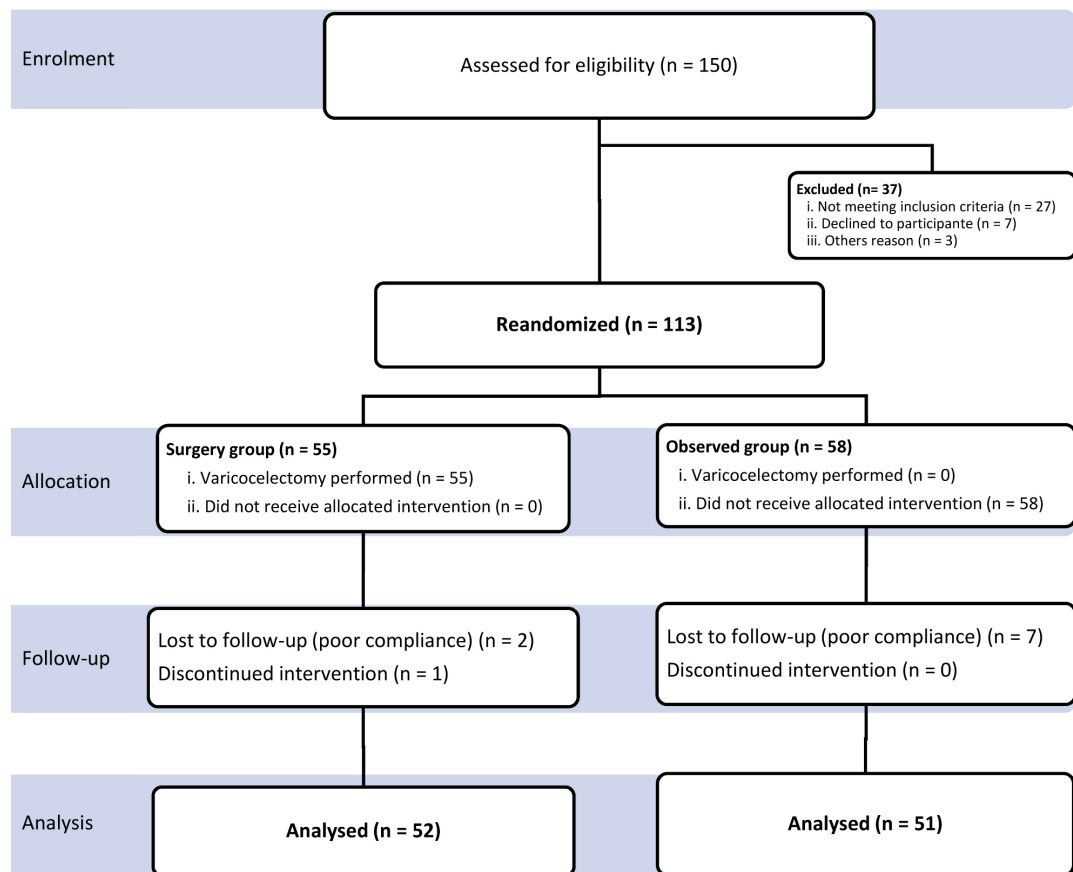 Enrolment
Assessed for eligibility (n = 150)
Excluded (n= 37)
i. Not meeting inclusion criteria (n = 27)
ii. Declined to participante (n = 7)
iii. Others reason (n = 3)
Reandomized (n = 113)
Allocation
Surgery group (n = 55)
i. Varicocelectomy performed (n = 55)
ii. Did not receive allocated intervention (n = 0)
Observed group (n = 58)
i. Varicocelectomy performed (n = 0)
ii. Did not receive allocated intervention (n = 58)
Follow-up
Lost to follow-up (poor compliance) (n = 2)
Discontinued intervention (n = 1)
Lost to follow-up (poor compliance) (n = 7)
Discontinued intervention (n = 0)
Analysis
Analysed (n = 52)
Analysed (n = 51)